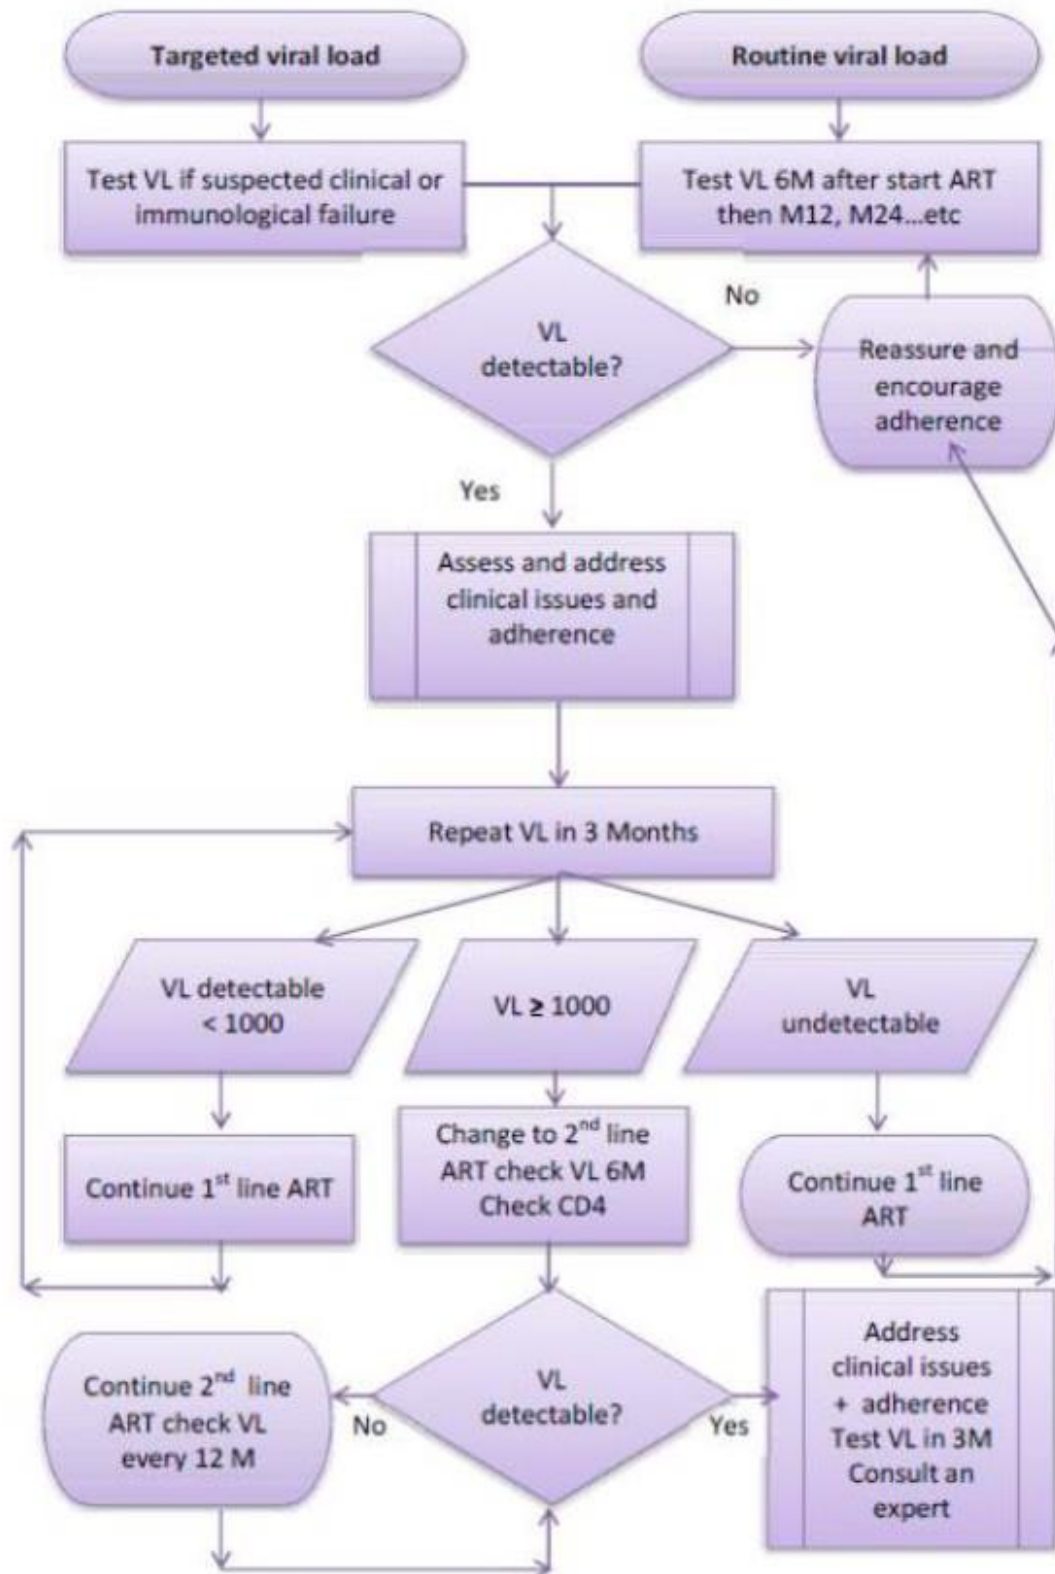 Targeted viral load
Routine viral load
Test VL if suspected clinical or
immunological failure
Test VL 6M after start ART
then M12, M24...etc
VL
detectable?
No
Reassure and
encourage
adherence
Yes
Assess and address
clinical issues and
adherence
Repeat VL in 3 Months
VL detectable
< 1000
VL ≥ 1000
VL
undetectable
Continue 1st line ART
Change to 2nd line
ART check VL 6M
Check CD4
Continue 1st line
ART
Continue 2nd line
ART check VL
every 12 M
No
VL
detectable?
Yes
Address
clinical issues
+ adherence
Test VL in 3M
Consult an
expert